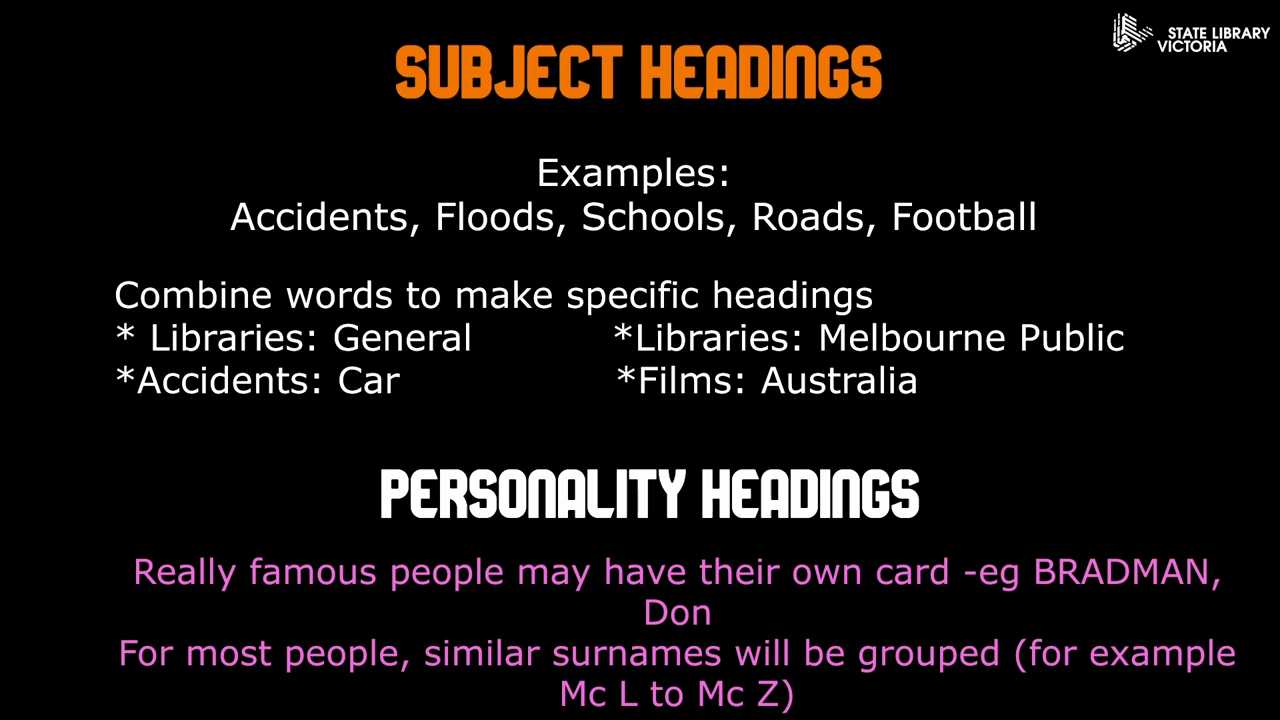 STATE LIBRARY
VICTORIA
SUBJECT HEADINGS
Examples:
Accidents, Floods, Schools, Roads, Football
Combine words to make specific headings
* Libraries: General *Libraries: Melbourne Public
*Accidents: Car *Films: Australia
PERSONALITY HEADINGS
Really famous people may have their own card -eg BRADMAN,
Don
For most people, similar surnames will be grouped (for example
Mc L to Mc Z)